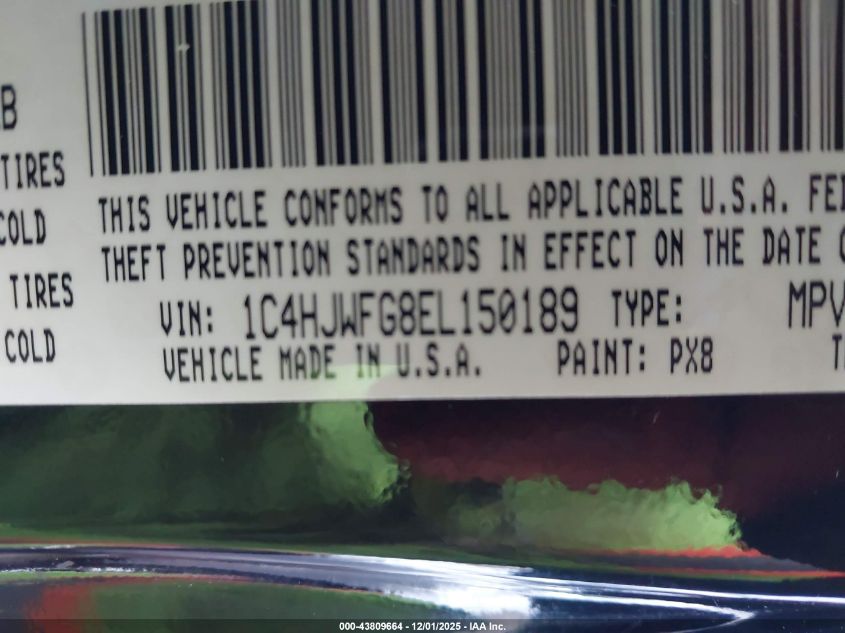 B
TIRES
COLD
TIRES
COLD
THIS VEHICLE CONFORMS TO ALL APPLICABLE U.S.A.
THEFT PREVENTION STANDARDS IN EFFECT ON THE DATE
VIN: 1C4HJWFG8EL150189 TYPE: MPV
VEHICLE MADE IN U.S.A. PAINT: PX8
000-43809664 - 12/01/2025 - IAA Inc.